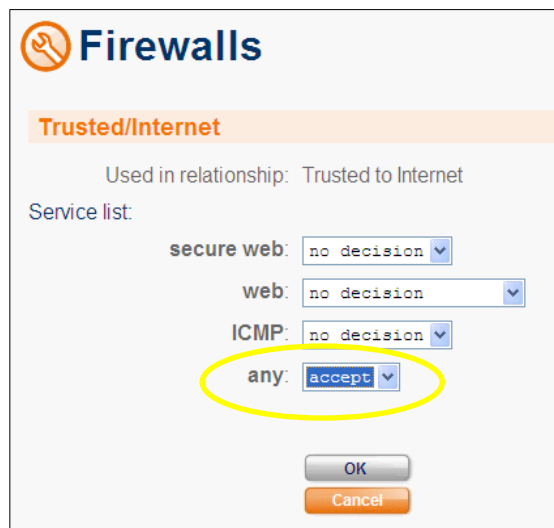 Firewalls
Trusted/Internet
Used in relationship: Trusted to Internet
Service list:
secure web: no decision
web: no decision
ICMP: no decision
any: accept
OK
Cancel